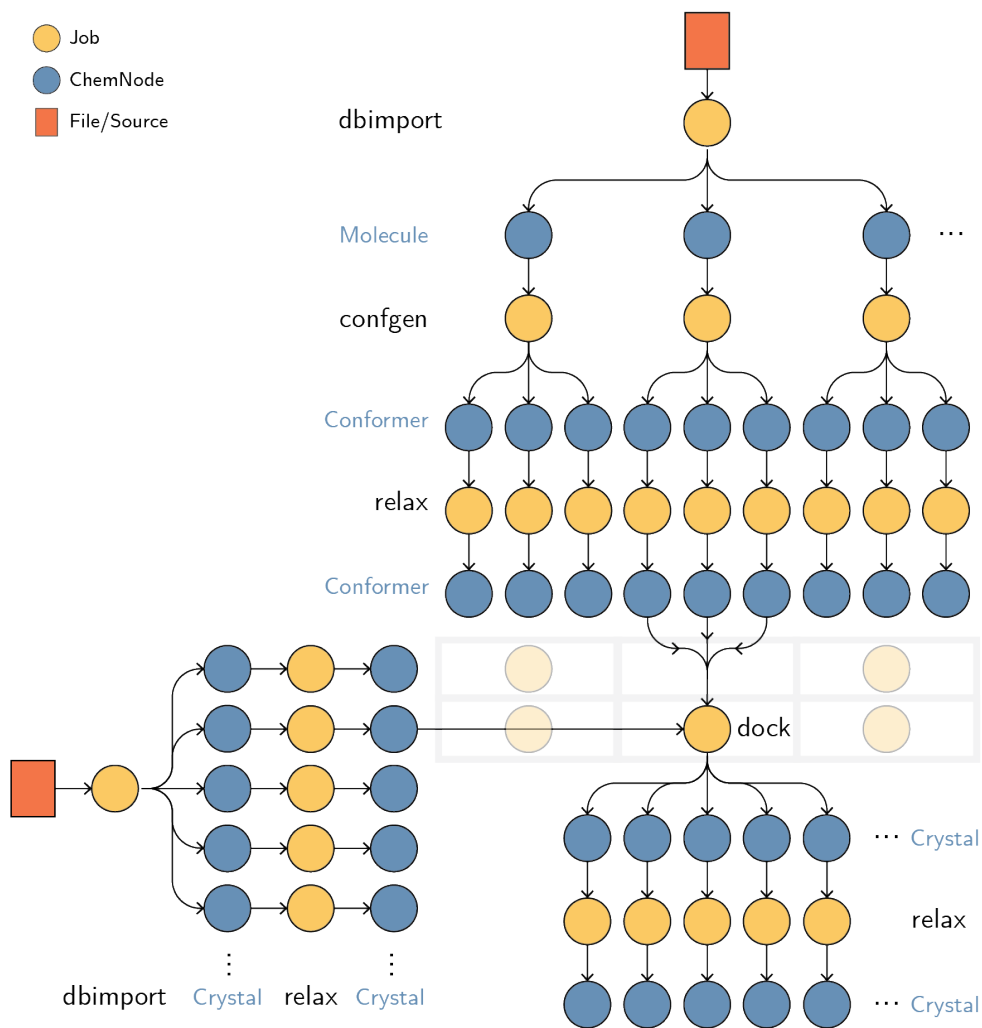 Job
ChemNode
File/Source
dbimport
Molecule
...
confgen
Conformer
relax
Conformer
dock
... Crystal
relax
... Crystal
⋮ ⋮
dbimport Crystal relax Crystal